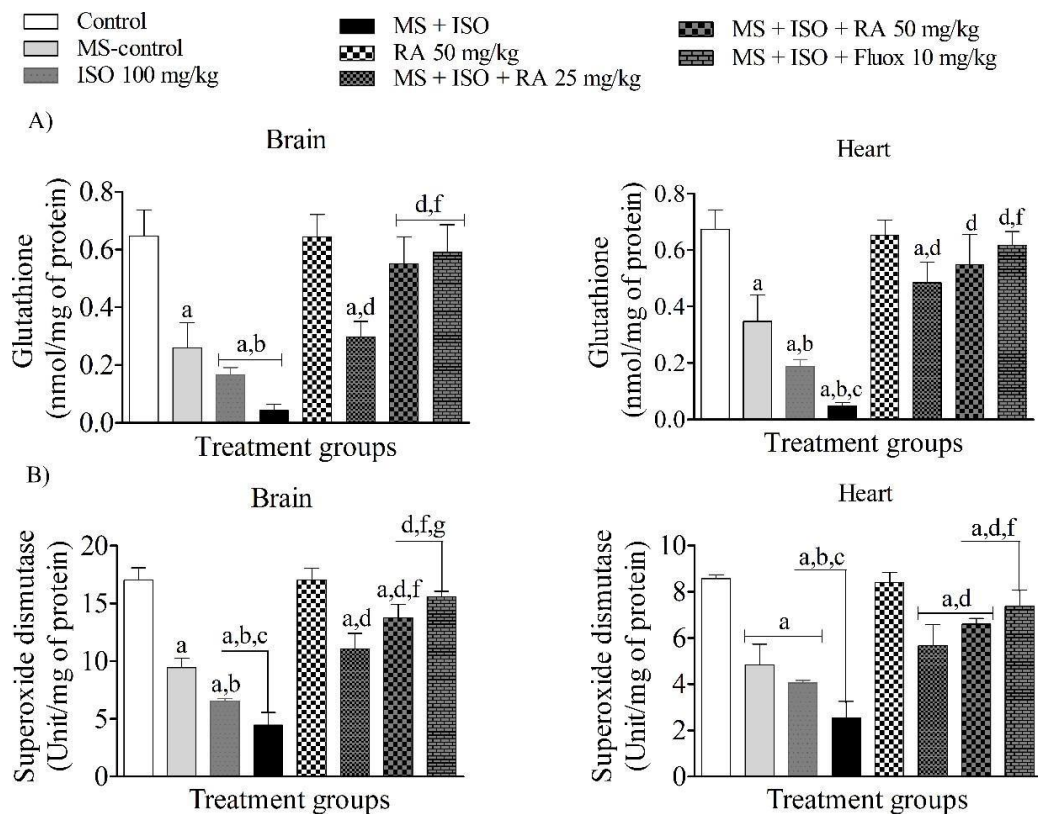 Control
MS-control
ISO 100 mg/kg
MS + ISO
RA 50 mg/kg
MS + ISO + RA 25 mg/kg
MS + ISO + RA 50 mg/kg
MS + ISO + Fluox 10 mg/kg
A)
Brain
Glutathione
(nmol/mg of protein)
0.8
0.6
0.4
0.2
0.0
a
a,b
a,d
d,f
Treatment groups
Heart
Glutathione
(nmol/mg of protein)
0.8
0.6
0.4
0.2
0.0
a
a,b
a,b,c
a,d
d
d,f
Treatment groups
B)
Brain
Superoxide dismutase
(Unit/mg of protein)
20
15
10
5
0
a
a,b
a,b,c
a,d
a,d,f
d,f,g
Treatment groups
Heart
Superoxide dismutase
(Unit/mg of protein)
10
8
6
4
2
0
a
a,b,c
a,d
a,d,f
Treatment groups